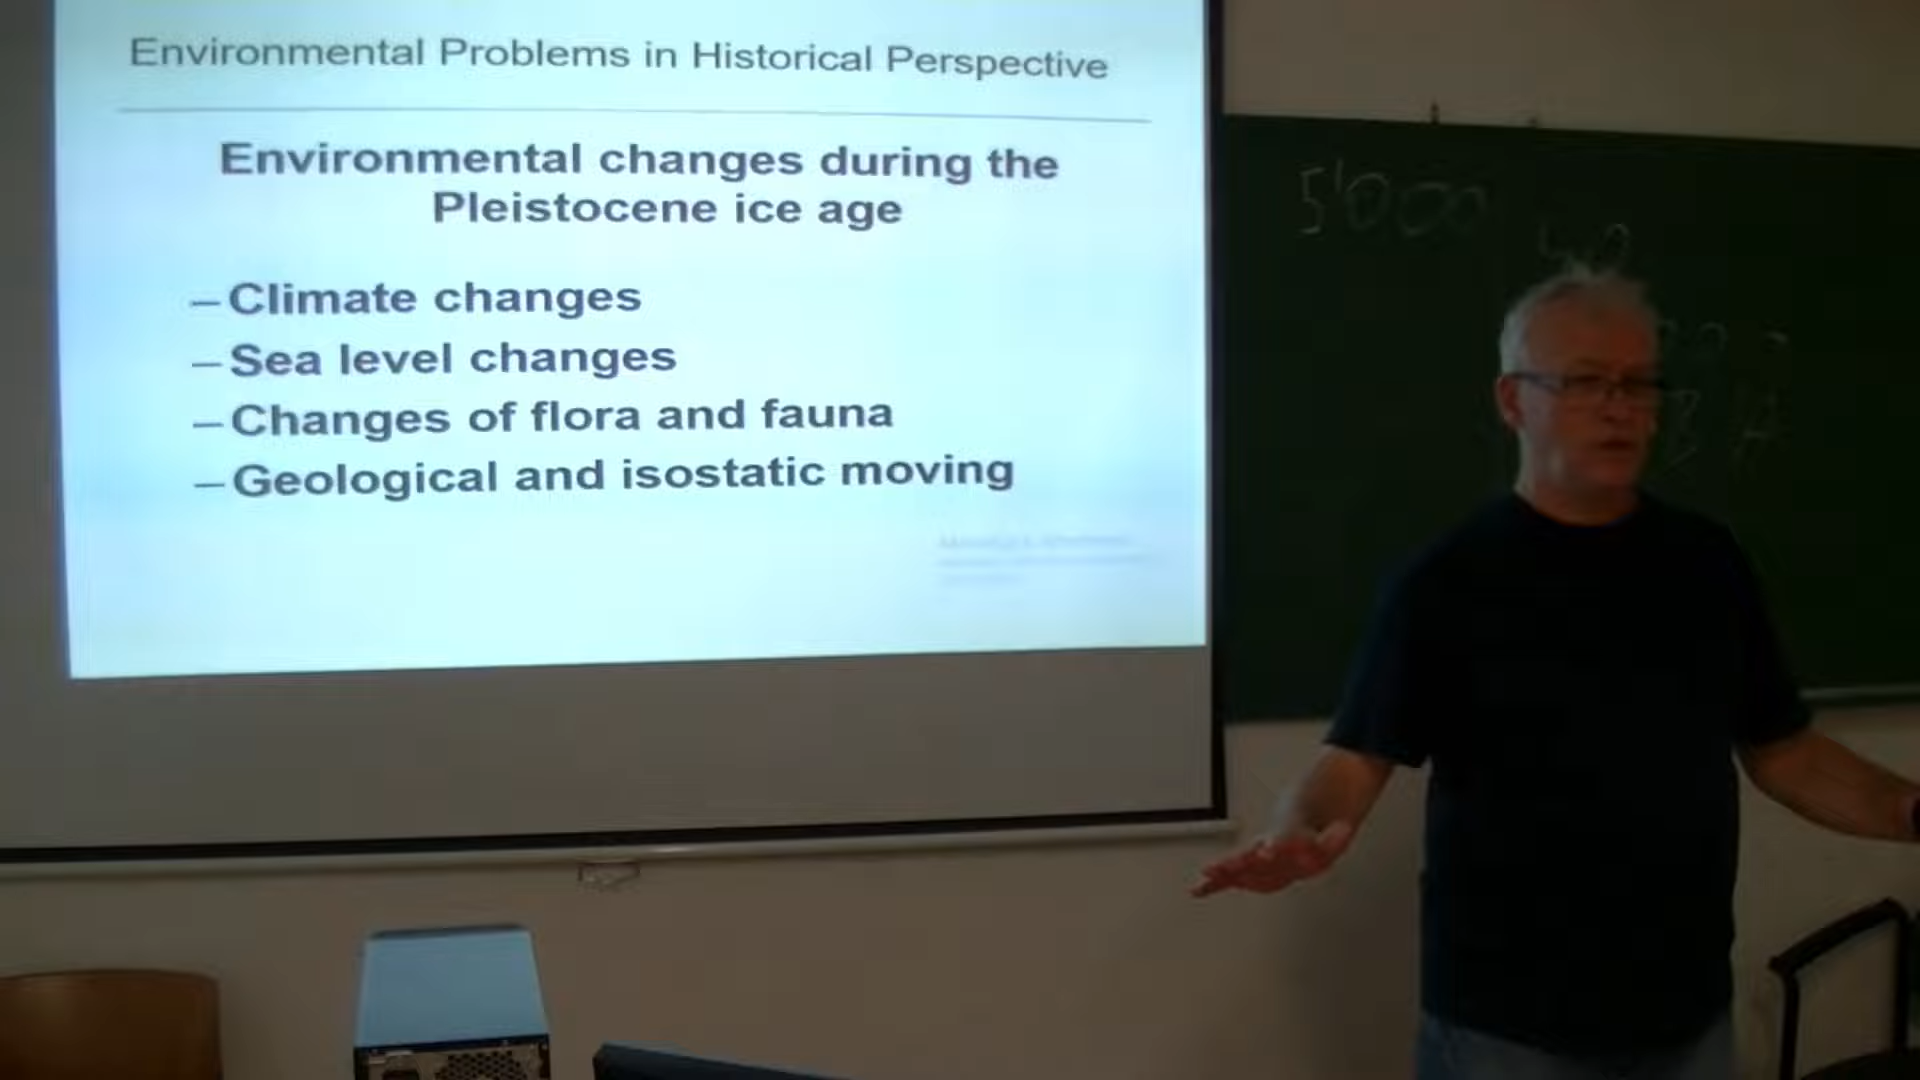 Environmental Problems in Historical Perspective
Environmental changes during the
Pleistocene ice age
– Climate changes
– Sea level changes
– Changes of flora and fauna
– Geological and isostatic moving
5'000